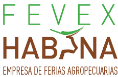 FEVEX
HABANA
EMPRESA DE FERIAS AGROPECUARIAS